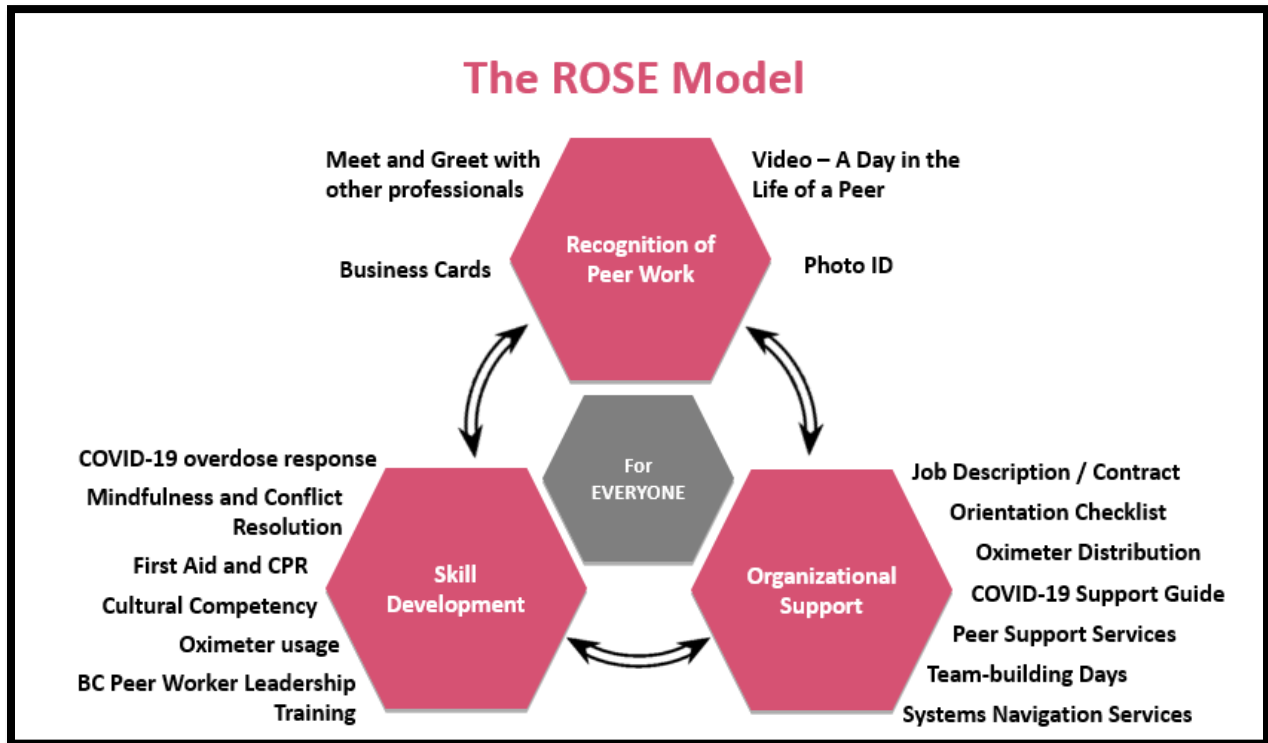 The ROSE Model
Meet and Greet with
other professionals
Business Cards
Recognition of
Peer Work
Video – A Day in the
Life of a Peer
Photo ID
For
EVERYONE
COVID-19 overdose response
Mindfulness and Conflict
Resolution
First Aid and CPR
Cultural Competency
Oximeter usage
BC Peer Worker Leadership
Training
Skill
Development
Organizational
Support
Job Description / Contract
Orientation Checklist
Oximeter Distribution
COVID-19 Support Guide
Peer Support Services
Team-building Days
Systems Navigation Services